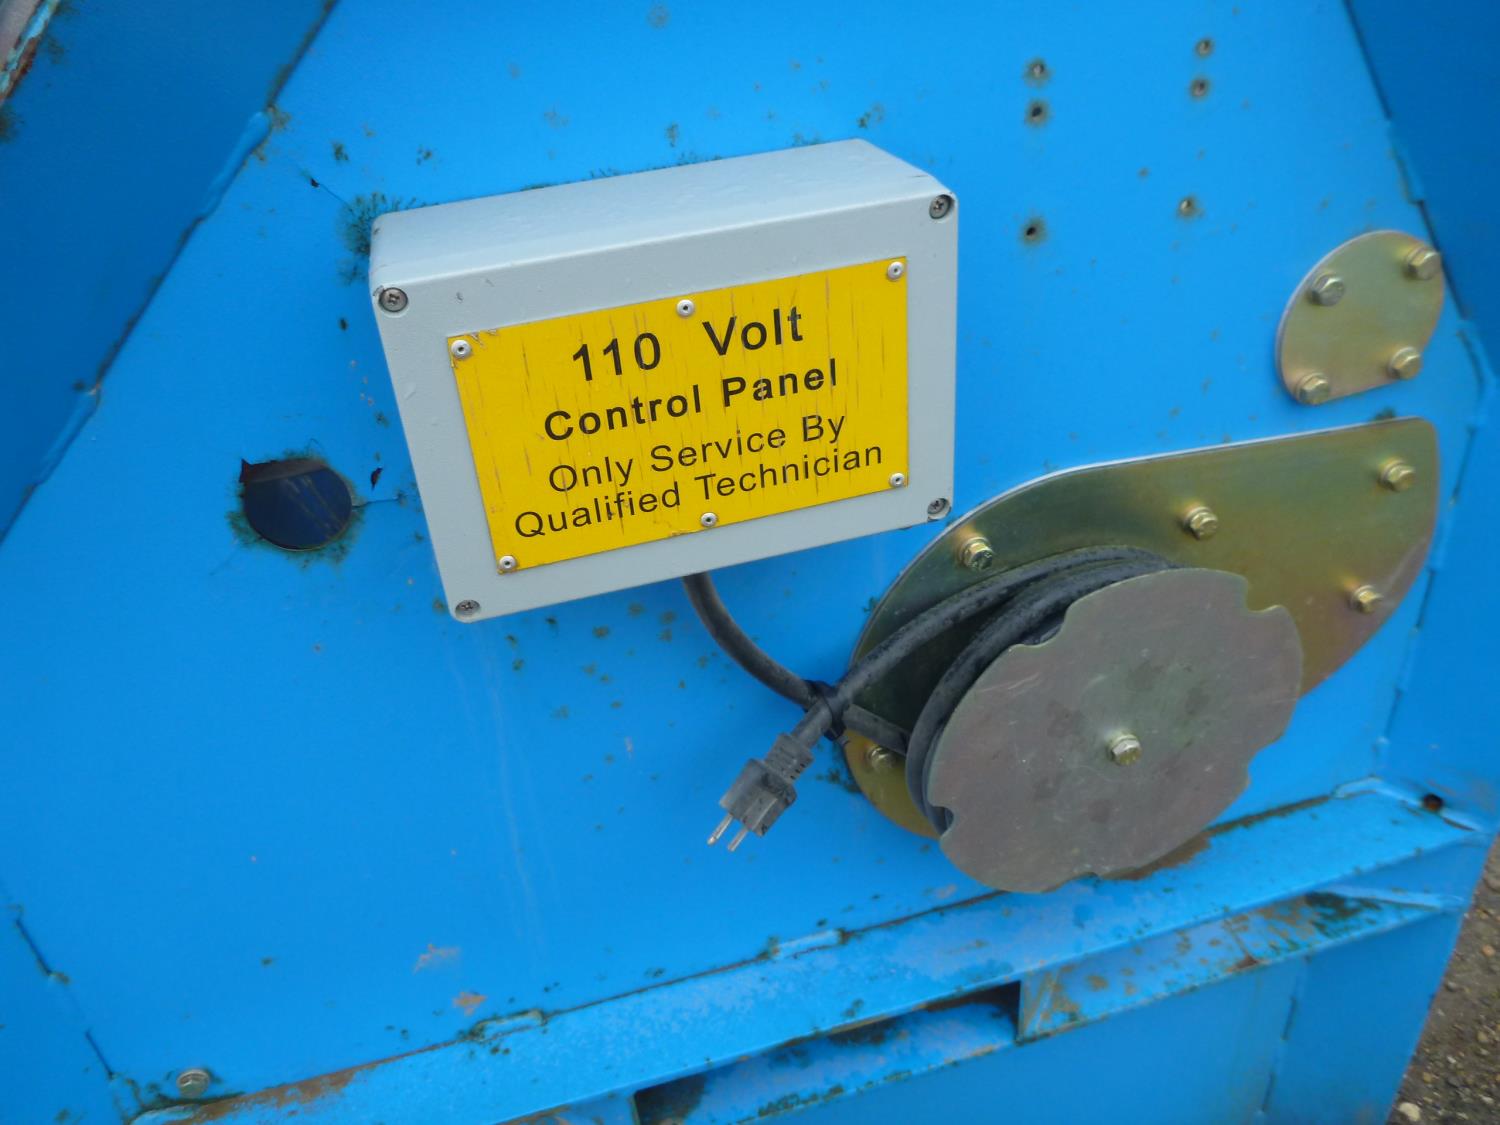 110 Volt
Control Panel
Only Service By
Qualified Technician